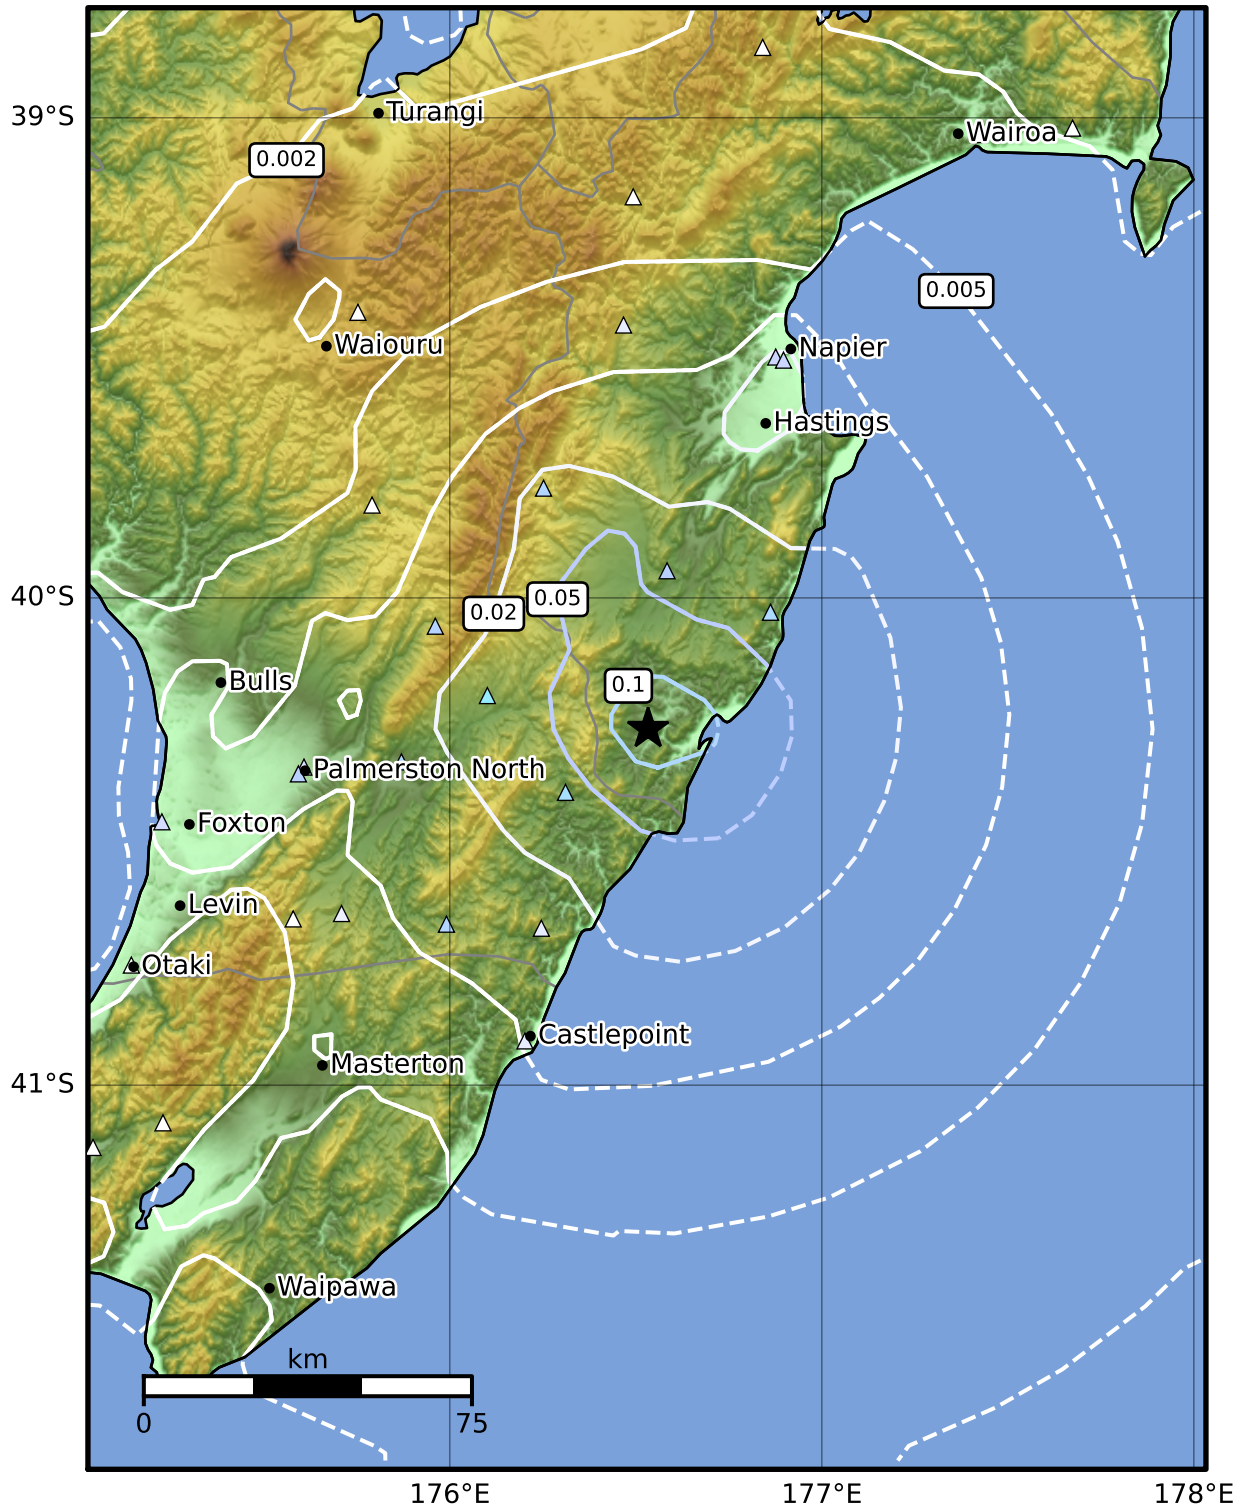 39°S
Turangi
Wairoa
0.002
0.005
Waiouru
Napier
Hastings
40°S
0.02
0.05
Bulls
0.1
Palmerston North
Foxton
Levin
Otaki
Castlepoint
Masterton
41°S
Waipawa
km
0
75
176°E
177°E
178°E